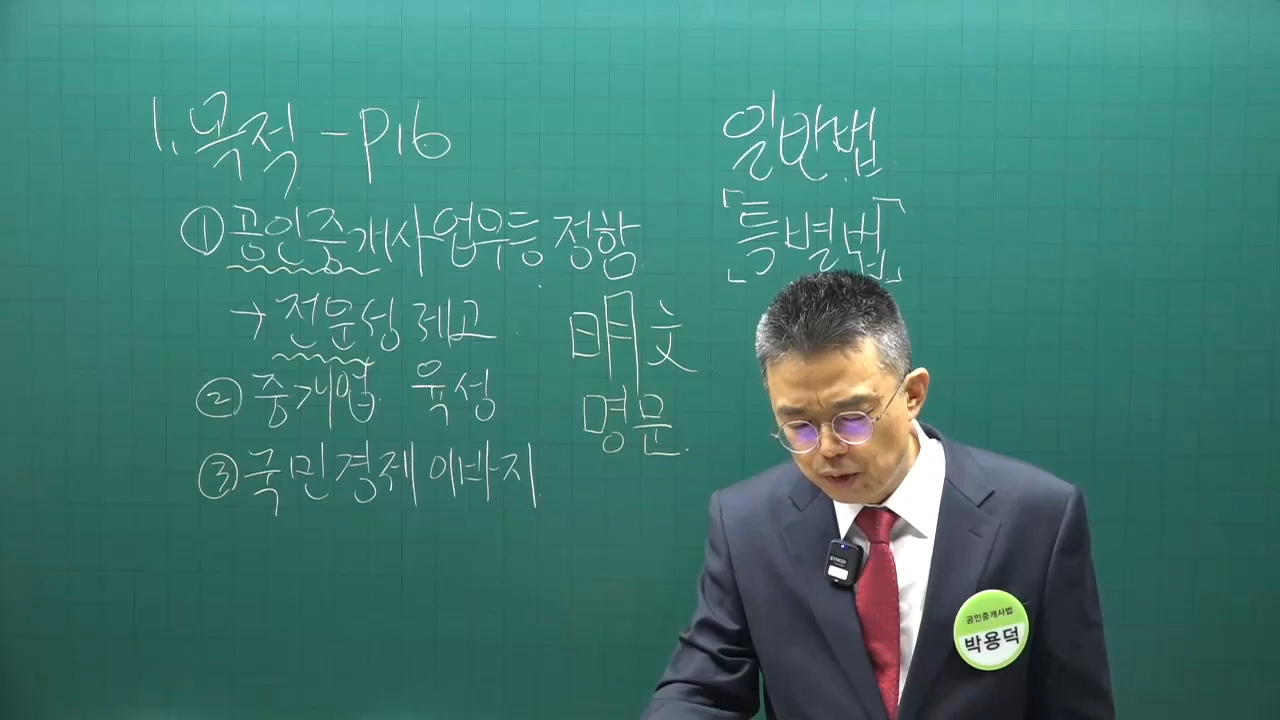 1. 목적 - P16
① 공인중개사업무등 정함.
→ 전문성 제고
② 중개업 육성
③ 국민경제 이바지.
일반법
「특별법」
明文
명문.
공인중개사법
박용덕